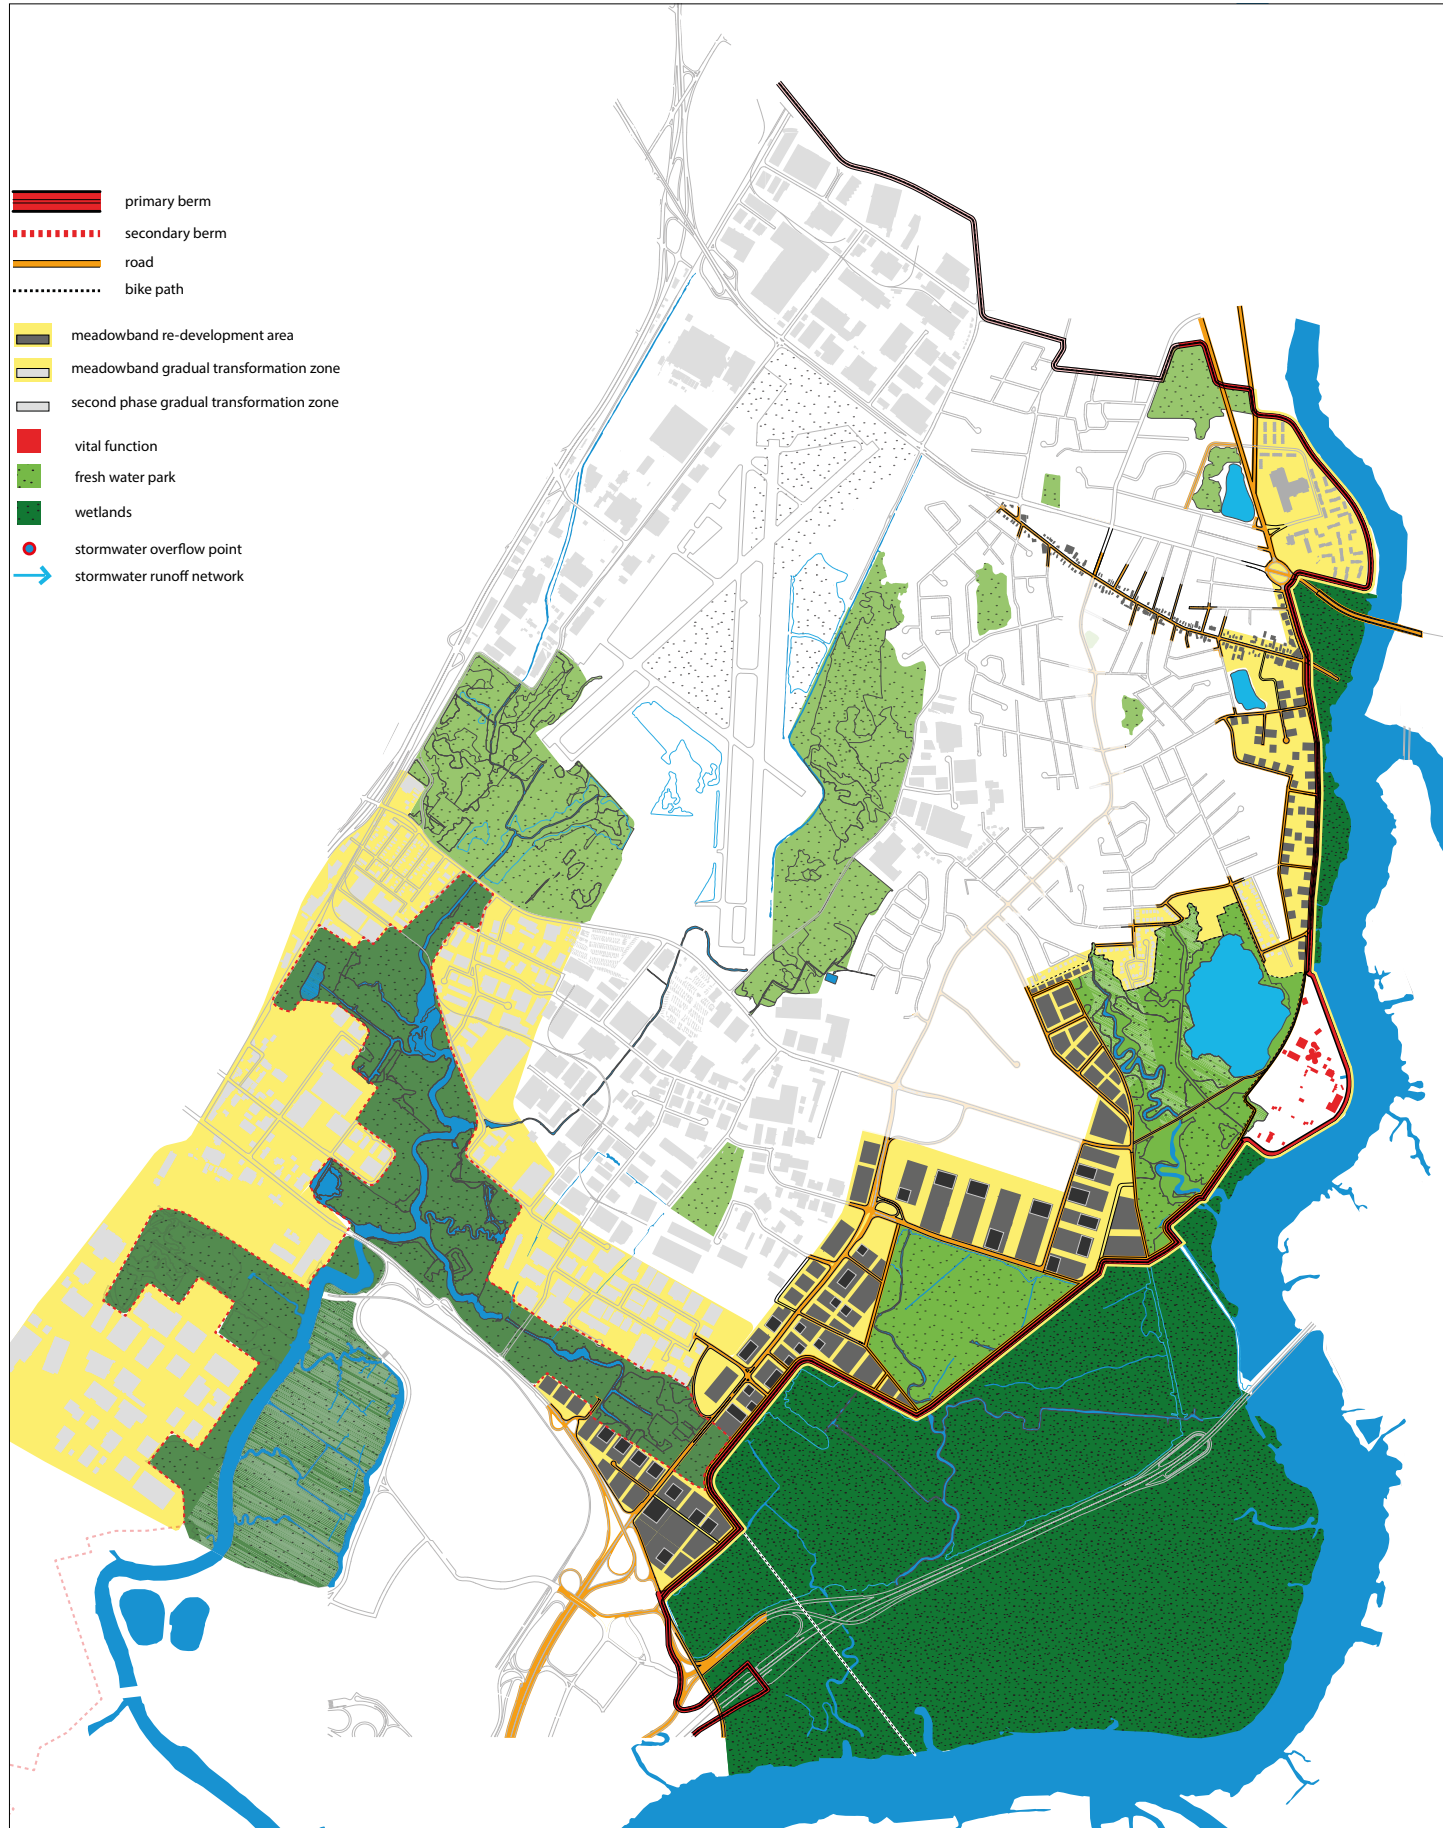 primary berm
secondary berm
road
bike path
meadowband re-development area
meadowband gradual transformation zone
second phase gradual transformation zone
vital function
fresh water park
wetlands
stormwater overflow point
stormwater runoff network